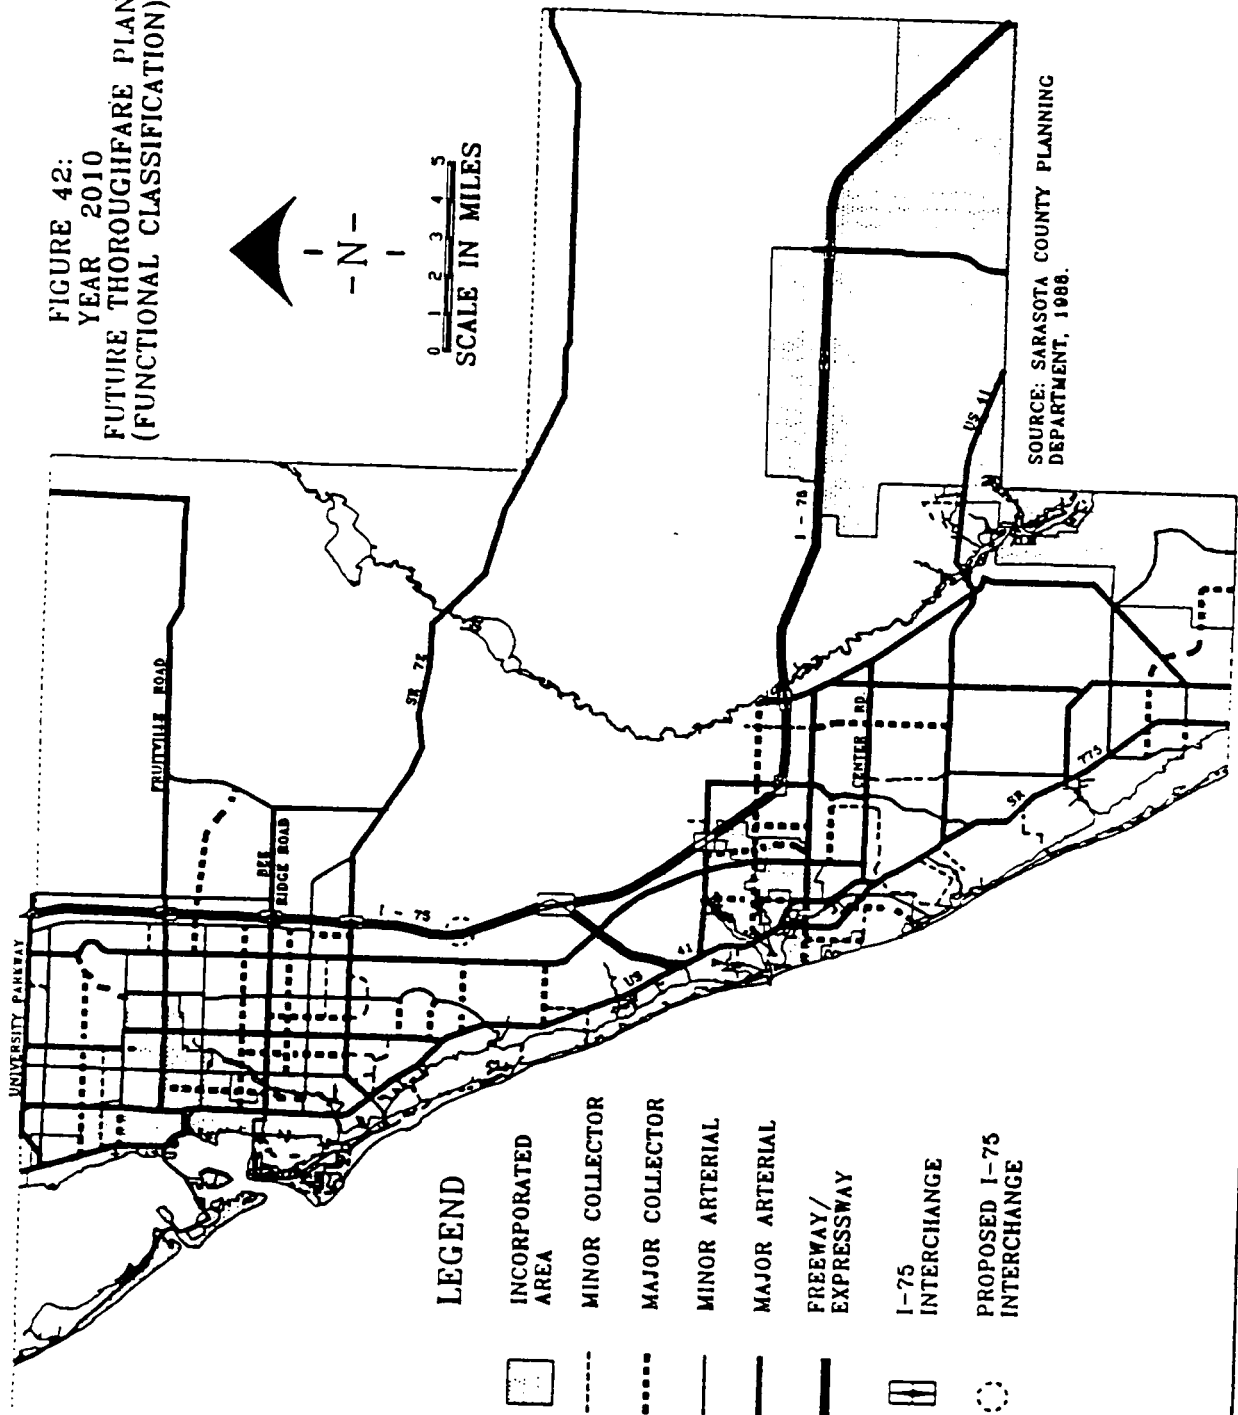 FIGURE 42:
YEAR 2010
FUTURE THOROUGHFARE PLAN
(FUNCTIONAL CLASSIFICATION)
-N-
0 1 2 3 4 5
SCALE IN MILES
UNIVERSITY PARKWAY
FRUITVILLE ROAD
BEE
RIDGE ROAD
SR 72
I-75
US 41
I-75
CENTER RD.
SR 775
US 41
SOURCE: SARASOTA COUNTY PLANNING
DEPARTMENT, 1988.
LEGEND
INCORPORATED
AREA
MINOR COLLECTOR
MAJOR COLLECTOR
MINOR ARTERIAL
MAJOR ARTERIAL
FREEWAY/
EXPRESSWAY
I-75
INTERCHANGE
PROPOSED I-75
INTERCHANGE